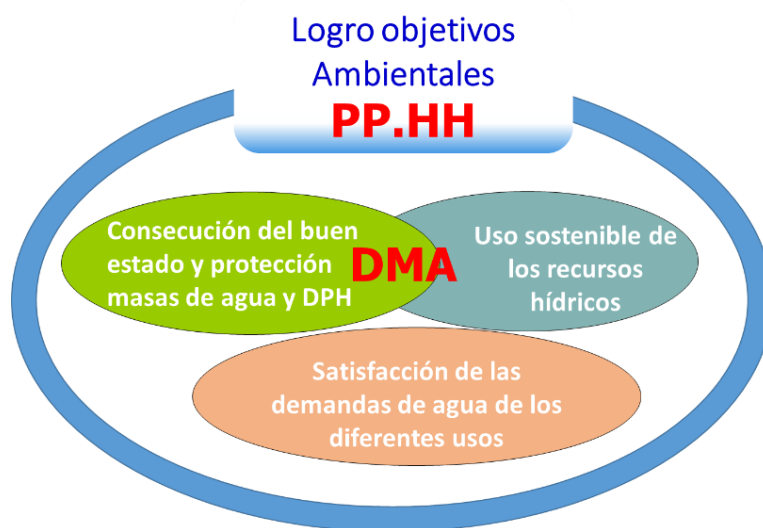 Logro objetivos
Ambientales
PP.HH
Consecución del buen
estado y protección
masas de agua y DPH
DMA
Uso sostenible de
los recursos
hídricos
Satisfacción de las
demandas de agua de los
diferentes usos